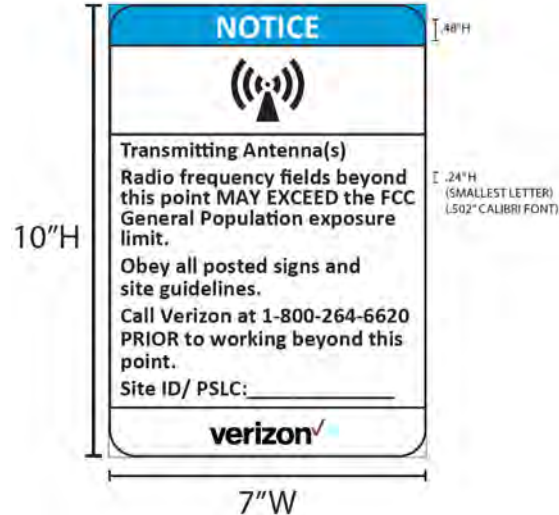 NOTICE
.48"H
Transmitting Antenna(s)
Radio frequency fields beyond
this point MAY EXCEED the FCC
General Population exposure
limit.
.24"H
(SMALLEST LETTER)
(.502" CALIBRI FONT)
10"H
Obey all posted signs and
site guidelines.
Call Verizon at 1-800-264-6620
PRIOR to working beyond this
point.
Site ID/ PSLC:_______________
verizon✓
7"W